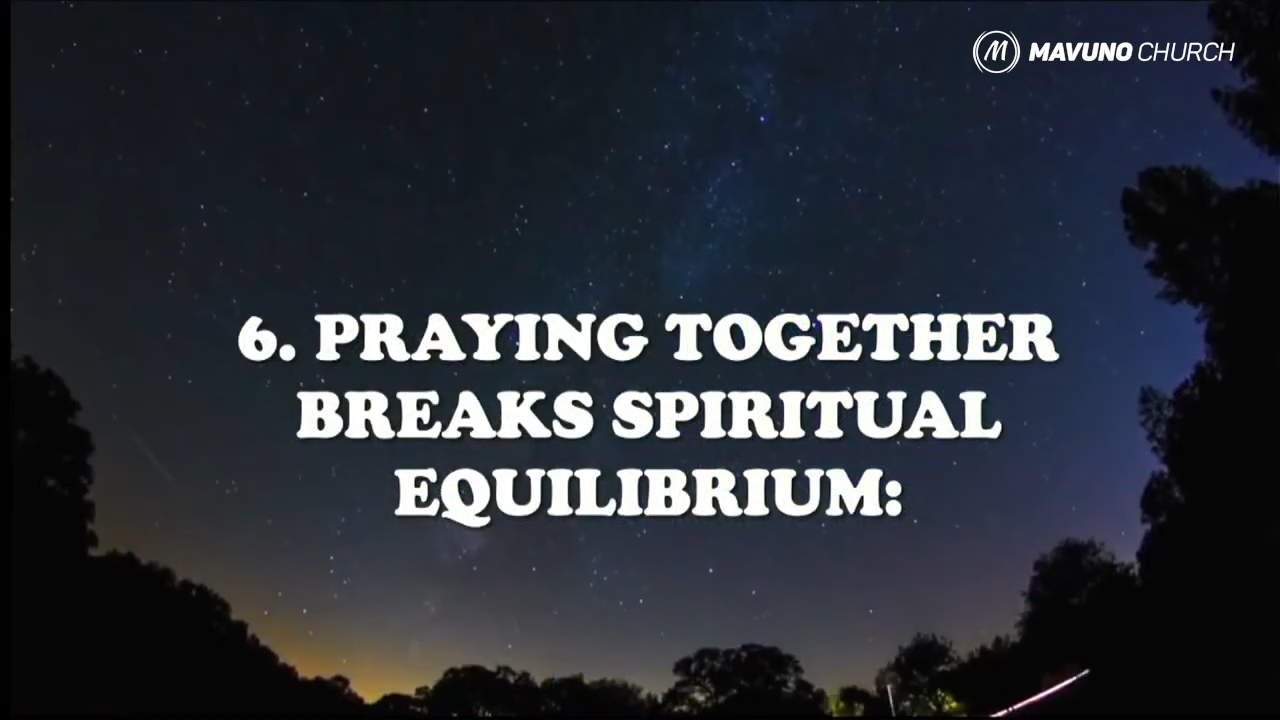 MAVUNO CHURCH
6. PRAYING TOGETHER
BREAKS SPIRITUAL
EQUILIBRIUM: